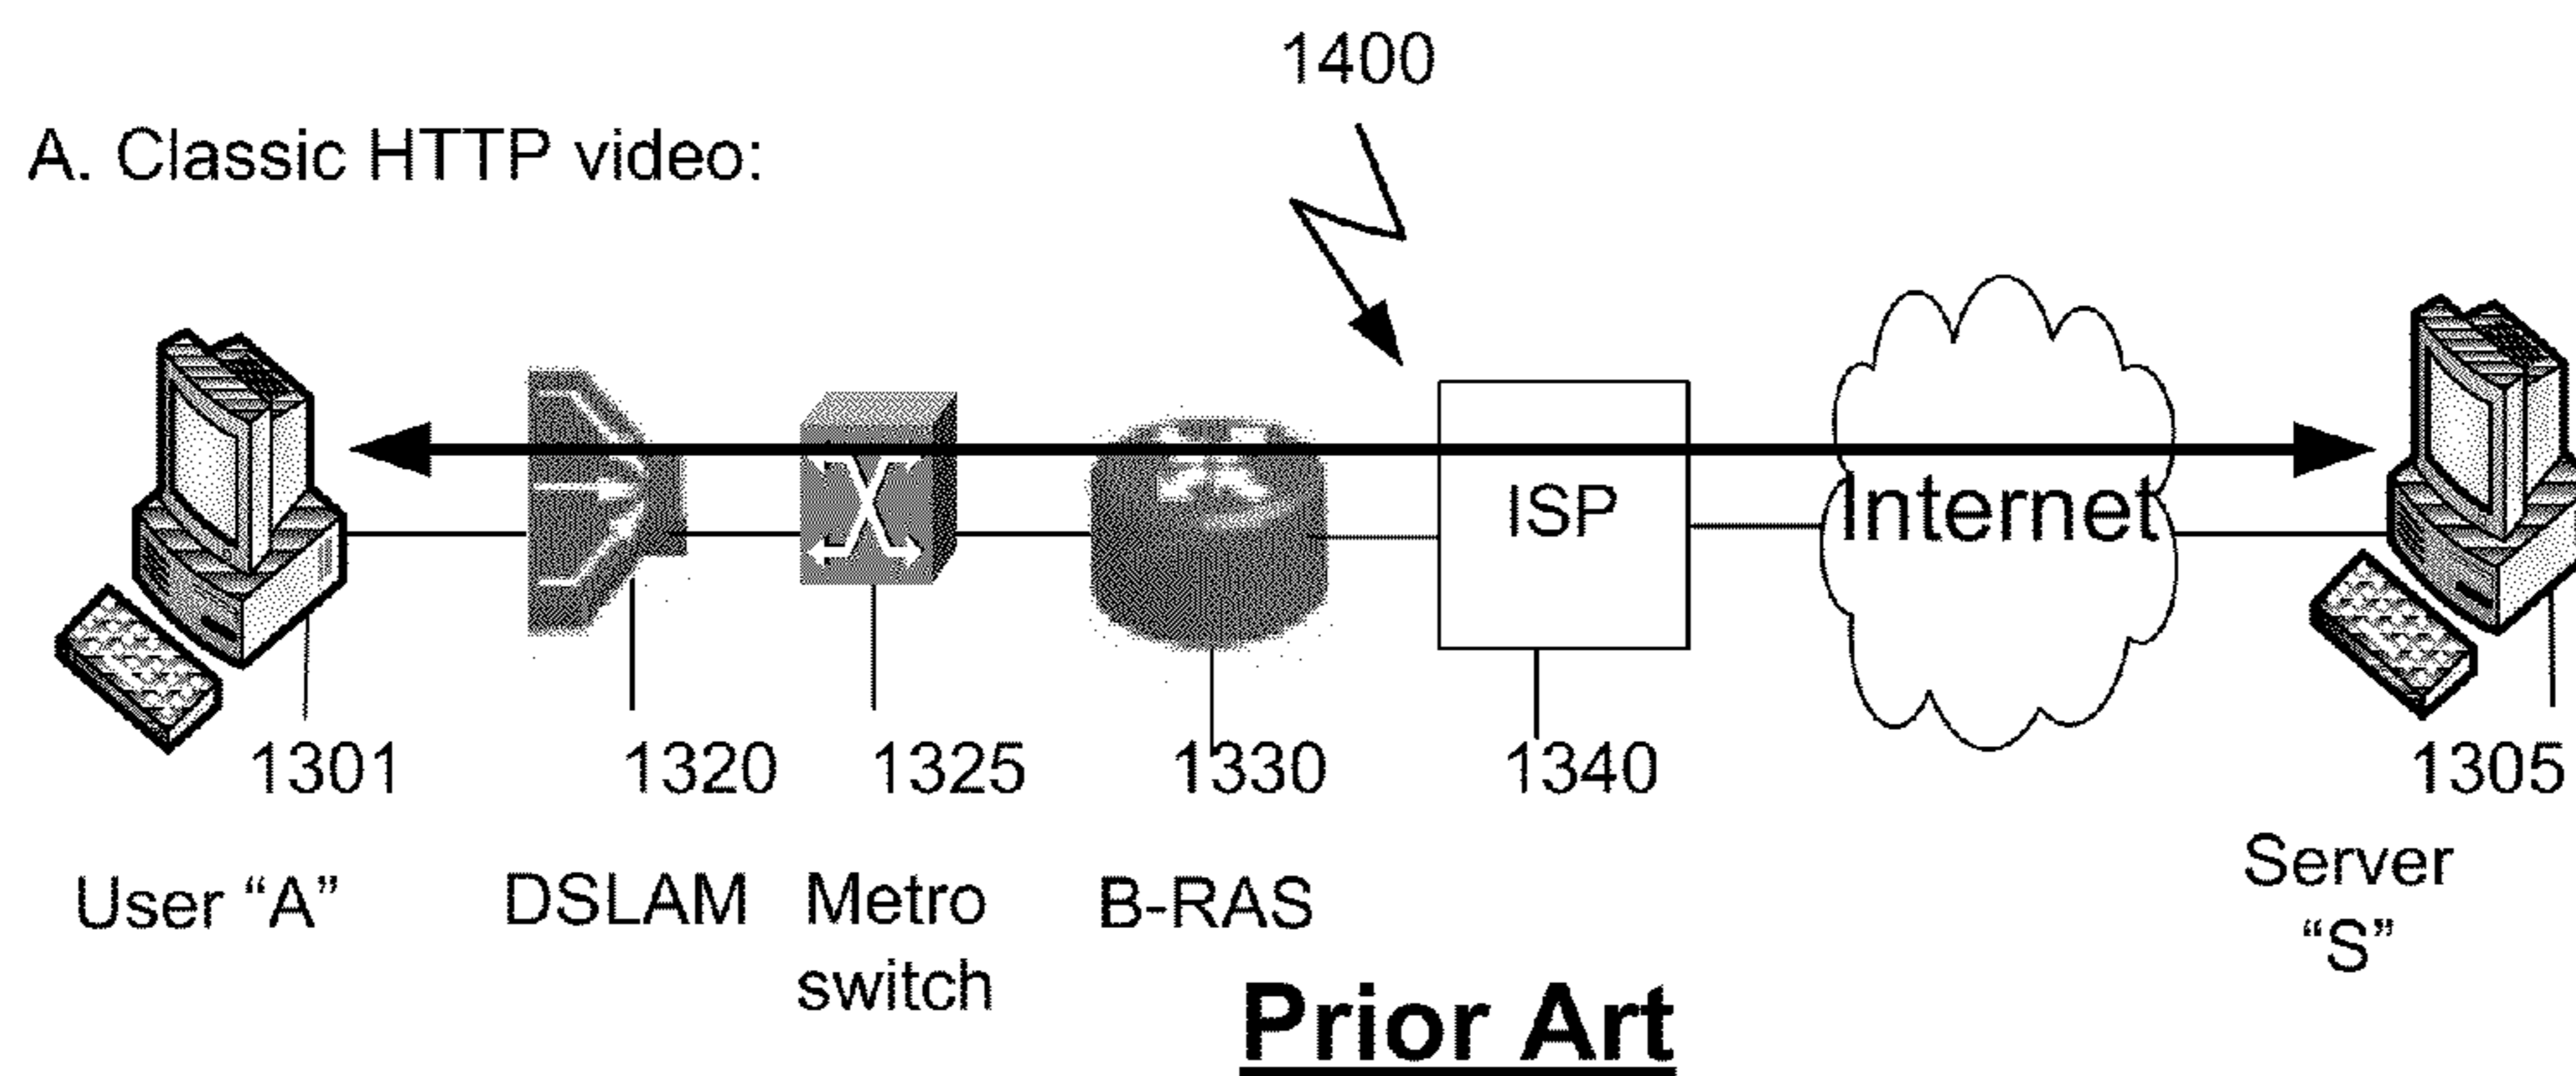 1400
A. Classic HTTP video:
ISP
Internet
1301
1320
1325
1330
1340
1305
User “A”
DSLAM
Metro
switch
B-RAS
Server
“S”
Prior Art